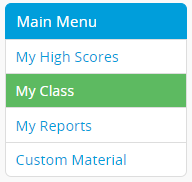 Main Menu
My High Scores
My Class
My Reports
Custom Material